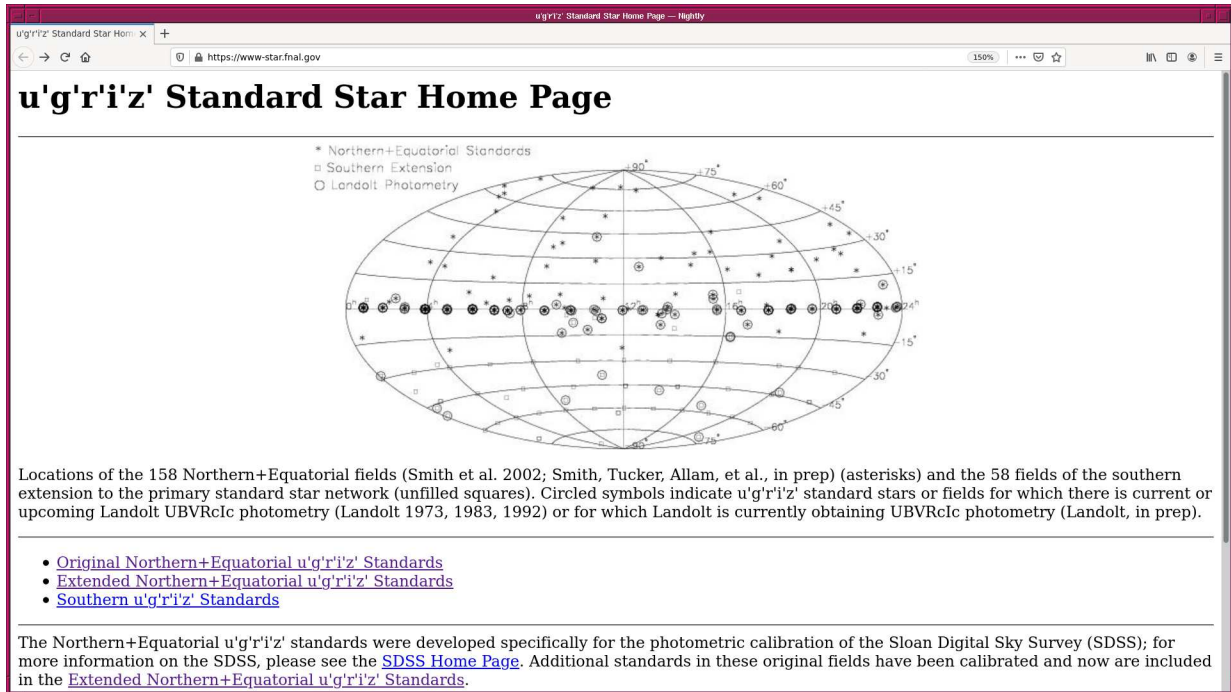 u'g'r'i'z' Standard Star Home Page — Nightly
u'g'r'i'z' Standard Star Hom
https://www-star.fnal.gov
150%
u'g'r'i'z' Standard Star Home Page
* Northern+Equatorial Standards
□ Southern Extension
○ Landolt Photometry
+90°
+75°
+60°
+45°
+30°
+15°
0h
12h
16h
20h
24h
-15°
-30°
-45°
-60°
-75°
-90°
Locations of the 158 Northern+Equatorial fields (Smith et al. 2002; Smith, Tucker, Allam, et al., in prep) (asterisks) and the 58 fields of the southern
extension to the primary standard star network (unfilled squares). Circled symbols indicate u'g'r'i'z' standard stars or fields for which there is current or
upcoming Landolt UBVRcIc photometry (Landolt 1973, 1983, 1992) or for which Landolt is currently obtaining UBVRcIc photometry (Landolt, in prep).
• Original Northern+Equatorial u'g'r'i'z' Standards
• Extended Northern+Equatorial u'g'r'i'z' Standards
• Southern u'g'r'i'z' Standards
The Northern+Equatorial u'g'r'i'z' standards were developed specifically for the photometric calibration of the Sloan Digital Sky Survey (SDSS); for
more information on the SDSS, please see the SDSS Home Page. Additional standards in these original fields have been calibrated and now are included
in the Extended Northern+Equatorial u'g'r'i'z' Standards.